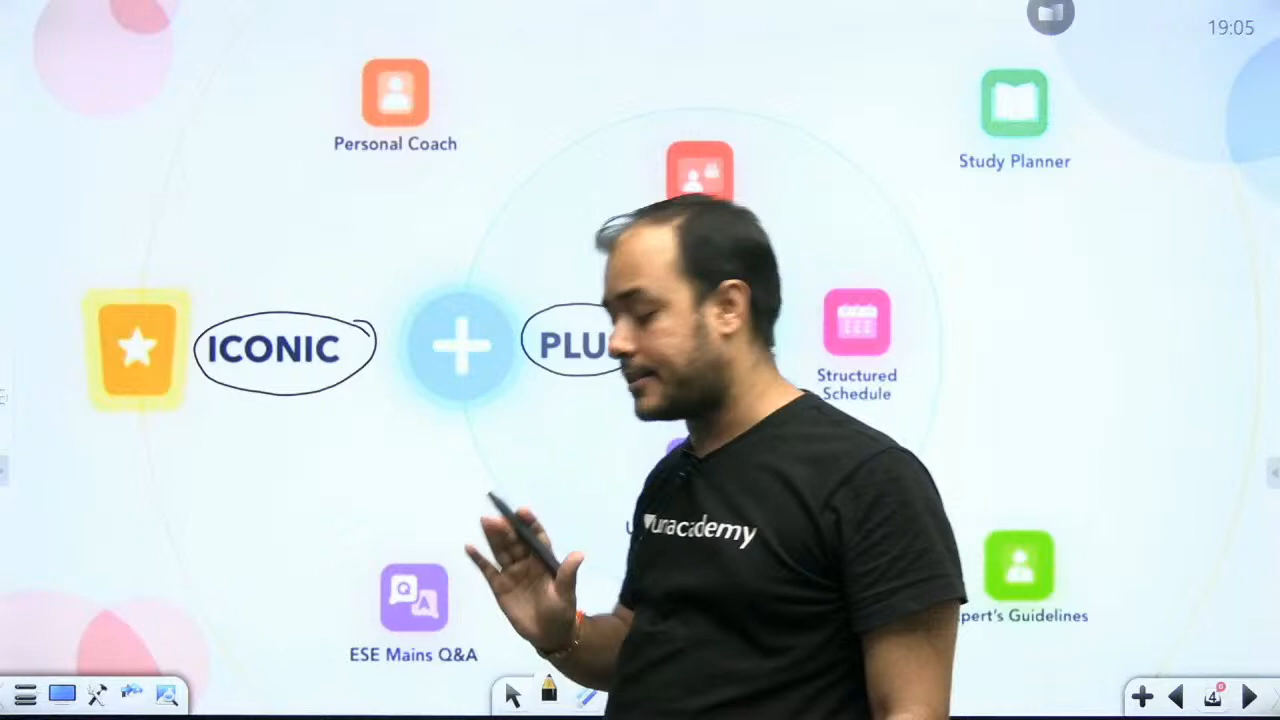 19:05
Personal Coach
Study Planner
ICONIC
PLU
Structured
Schedule
unacademy
pert's Guidelines
ESE Mains Q&A
Q
A
4